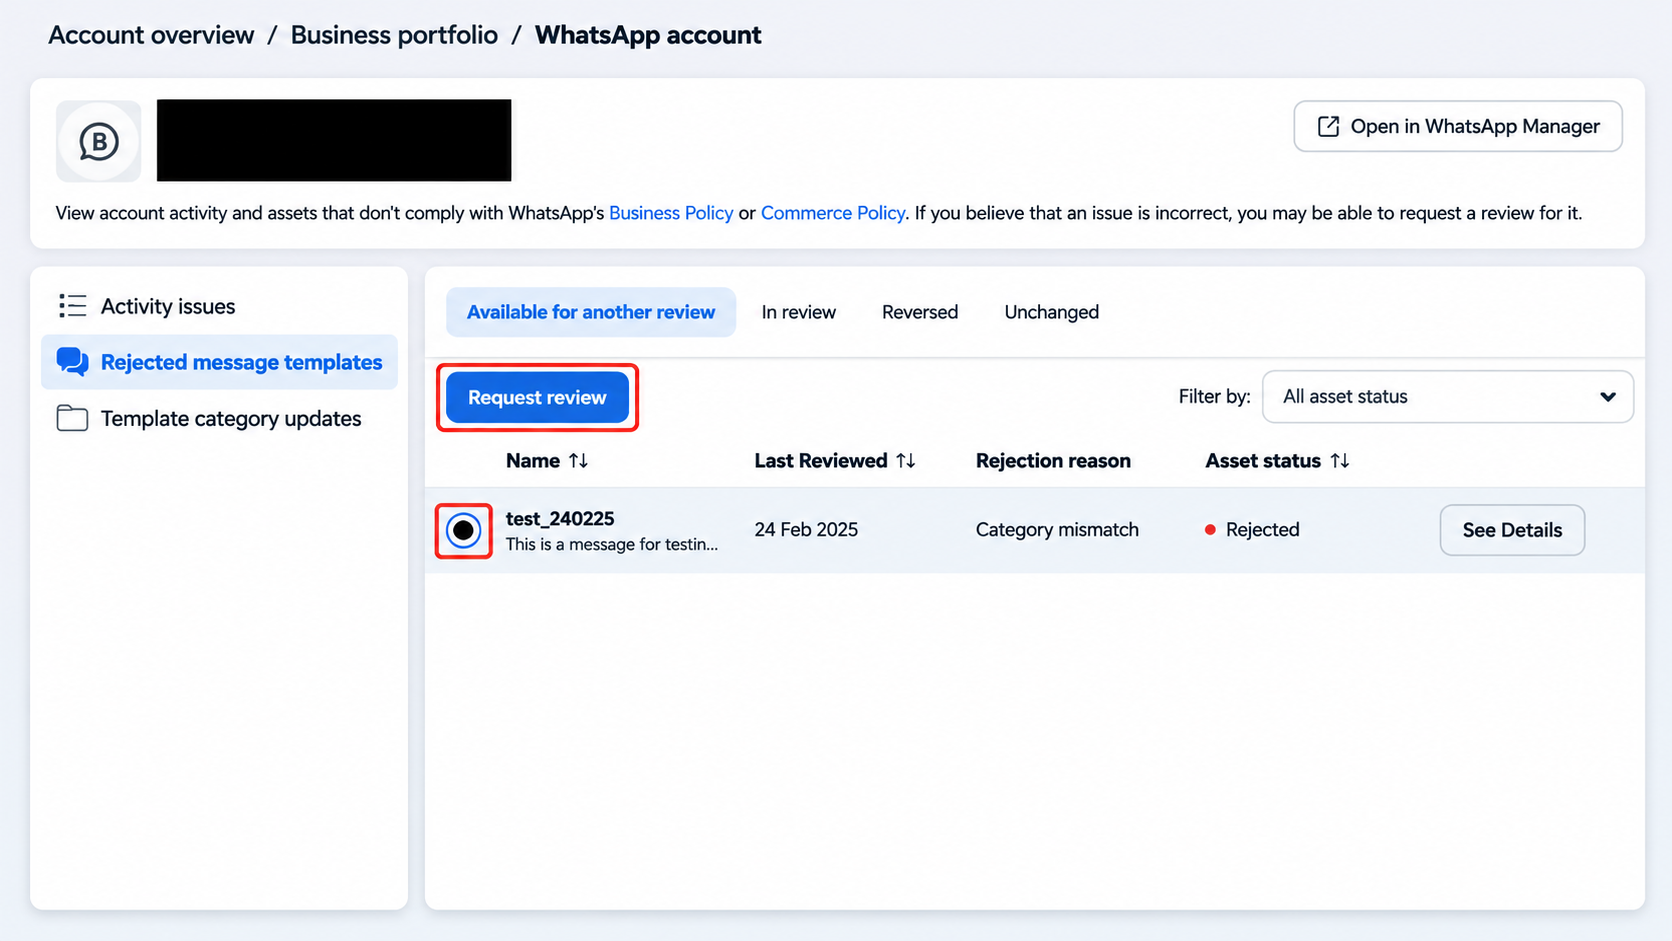 Account overview / Business portfolio / WhatsApp account
B
Open in WhatsApp Manager
View account activity and assets that don't comply with WhatsApp's Business Policy or Commerce Policy. If you believe that an issue is incorrect, you may be able to request a review for it.
Activity issues
Rejected message templates
Template category updates
Available for another review In review Reversed Unchanged
Request review
Filter by: All asset status
Name Last Reviewed Rejection reason Asset status
test_240225
This is a message for testin...
24 Feb 2025 Category mismatch Rejected See Details